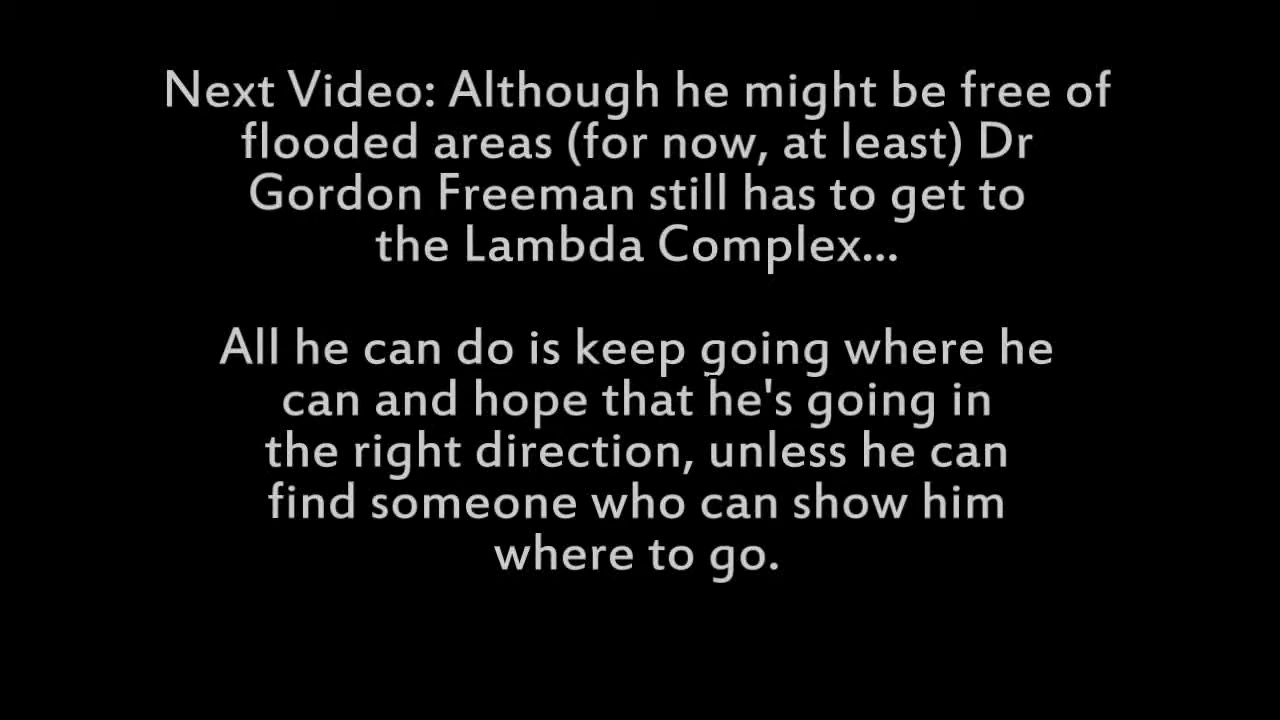 Next Video: Although he might be free of
flooded areas (for now, at least) Dr
Gordon Freeman still has to get to
the Lambda Complex...
All he can do is keep going where he
can and hope that he's going in
the right direction, unless he can
find someone who can show him
where to go.